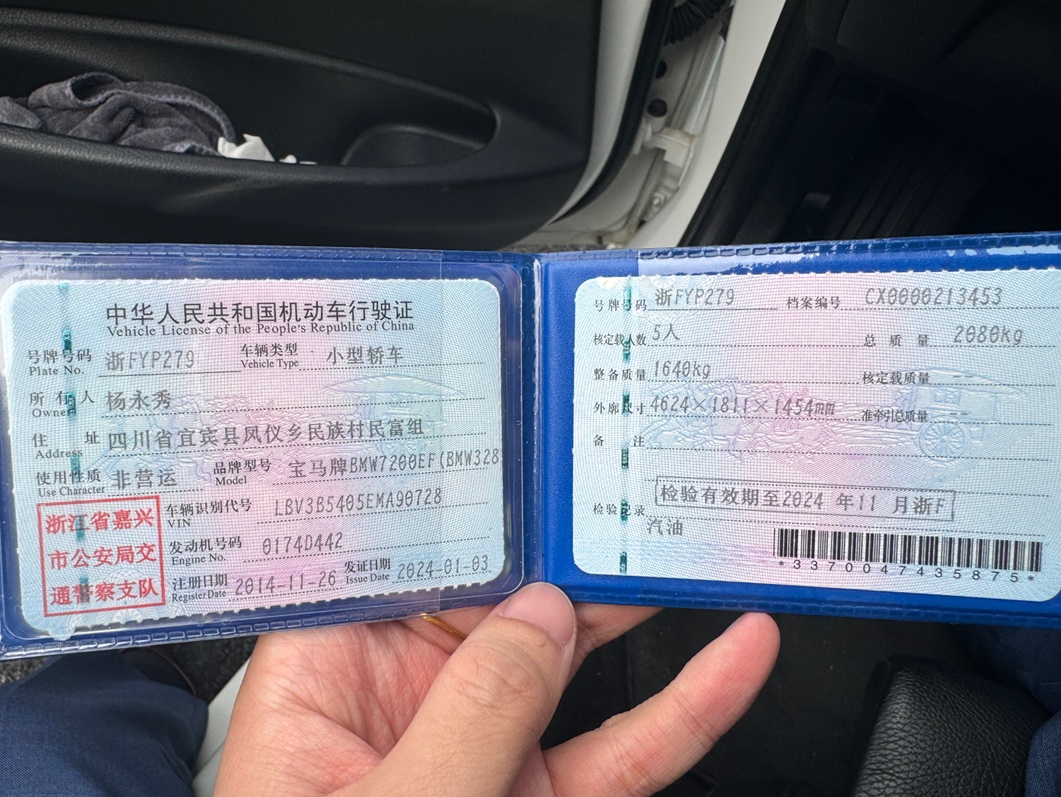 中华人民共和国机动车行驶证
Vehicle License of the People's Republic of China
号牌号码 浙FYP279 车辆类型 小型轿车
Plate No. Vehicle Type
所有人 杨永秀
Owner
住址 四川省宜宾县凤仪乡民族村民富组
Address
使用性质 非营运 品牌型号 宝马牌BMW7200EF(BMW328
Use Character Model
浙江省嘉兴
市公安局交
通警察支队
车辆识别代号 LBV3B5405EMA90728
VIN
发动机号码 0174D442
Engine No.
注册日期 2014-11-26 发证日期 2024-01-03
Register Date Issue Date
号牌号码 浙FYP279 档案编号 CX0000213453
核定载人数 5人 总质量 2080kg
整备质量 1640kg 核定载质量
外廓尺寸 4624×1811×1454mm 准牵引总质量
备注
检验有效期至2024 年11 月浙F
检验记录
汽油
*3370047435875*